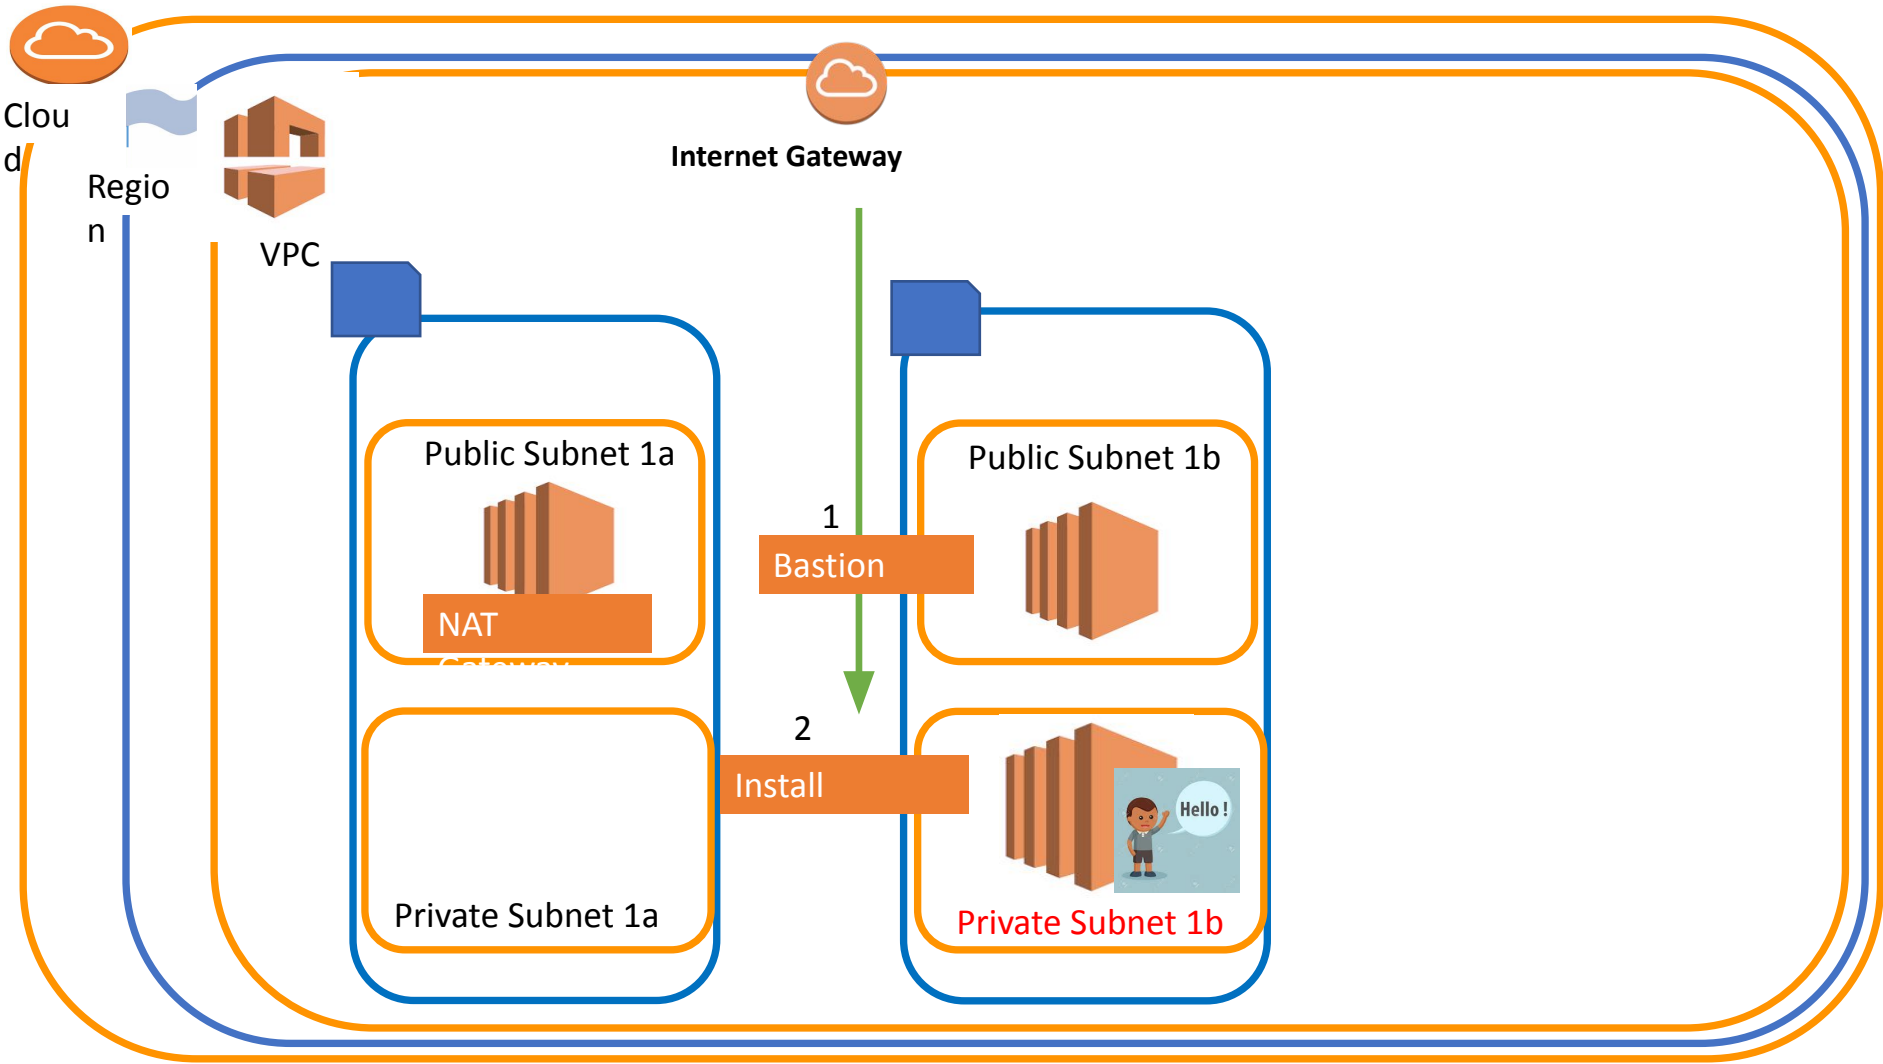 Clou
d
Regio
n
VPC
Internet Gateway
Public Subnet 1a
NAT
Gateway
Private Subnet 1a
1
Bastion
2
Install
Public Subnet 1b
Hello !
Private Subnet 1b